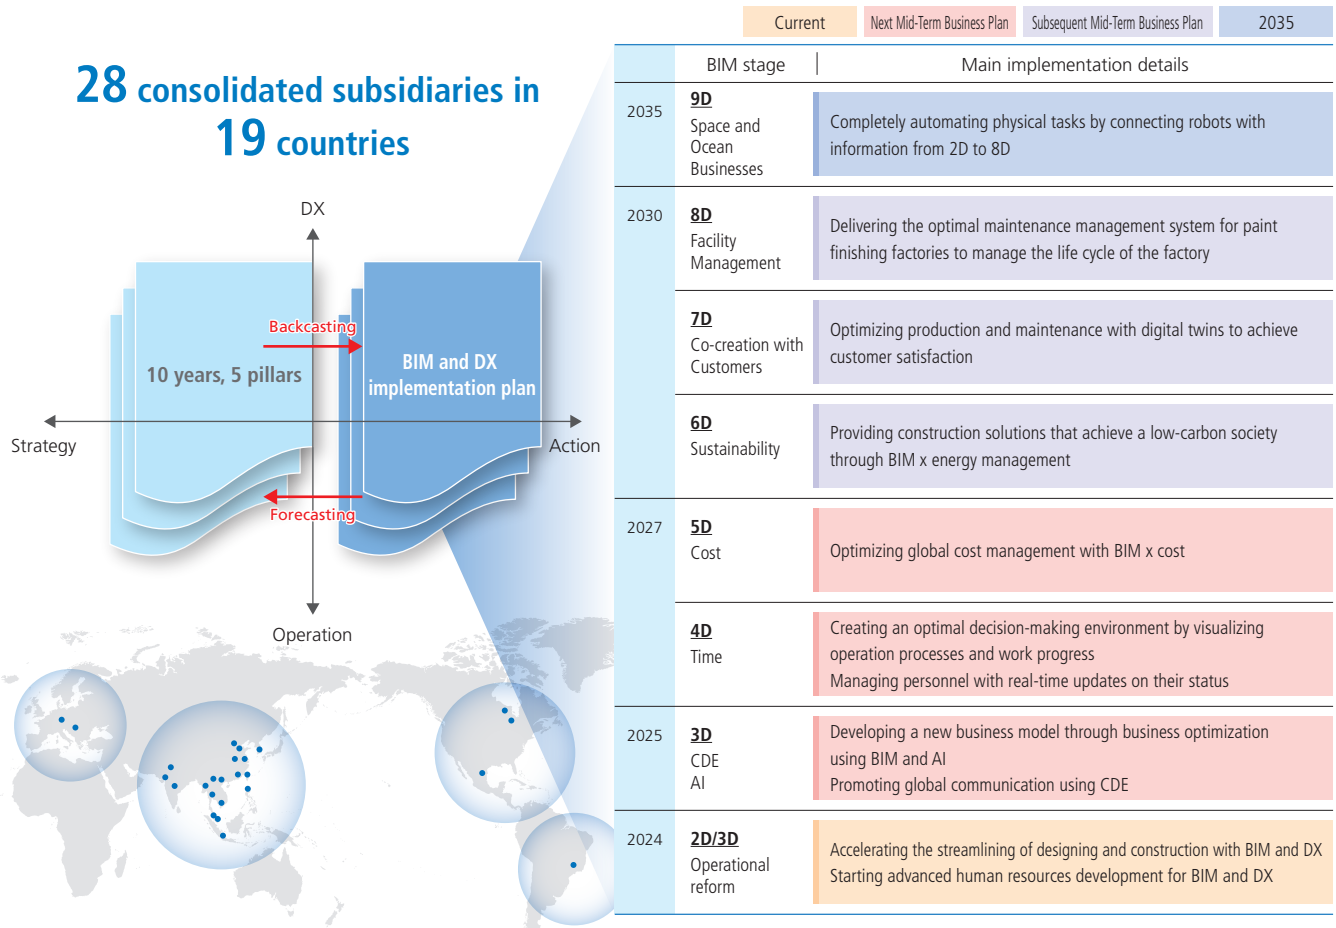 Current
Next Mid-Term Business Plan
Subsequent Mid-Term Business Plan
2035
28 consolidated subsidiaries in
19 countries
DX
Backcasting
10 years, 5 pillars
BIM and DX
implementation plan
Strategy
Action
Forecasting
Operation
BIM stage
Main implementation details
2035
9D
Space and
Ocean
Businesses
Completely automating physical tasks by connecting robots with
information from 2D to 8D
2030
8D
Facility
Management
Delivering the optimal maintenance management system for paint
finishing factories to manage the life cycle of the factory
7D
Co-creation with
Customers
Optimizing production and maintenance with digital twins to achieve
customer satisfaction
6D
Sustainability
Providing construction solutions that achieve a low-carbon society
through BIM x energy management
2027
5D
Cost
Optimizing global cost management with BIM x cost
4D
Time
Creating an optimal decision-making environment by visualizing
operation processes and work progress
Managing personnel with real-time updates on their status
2025
3D
CDE
AI
Developing a new business model through business optimization
using BIM and AI
Promoting global communication using CDE
2024
2D/3D
Operational
reform
Accelerating the streamlining of designing and construction with BIM and DX
Starting advanced human resources development for BIM and DX